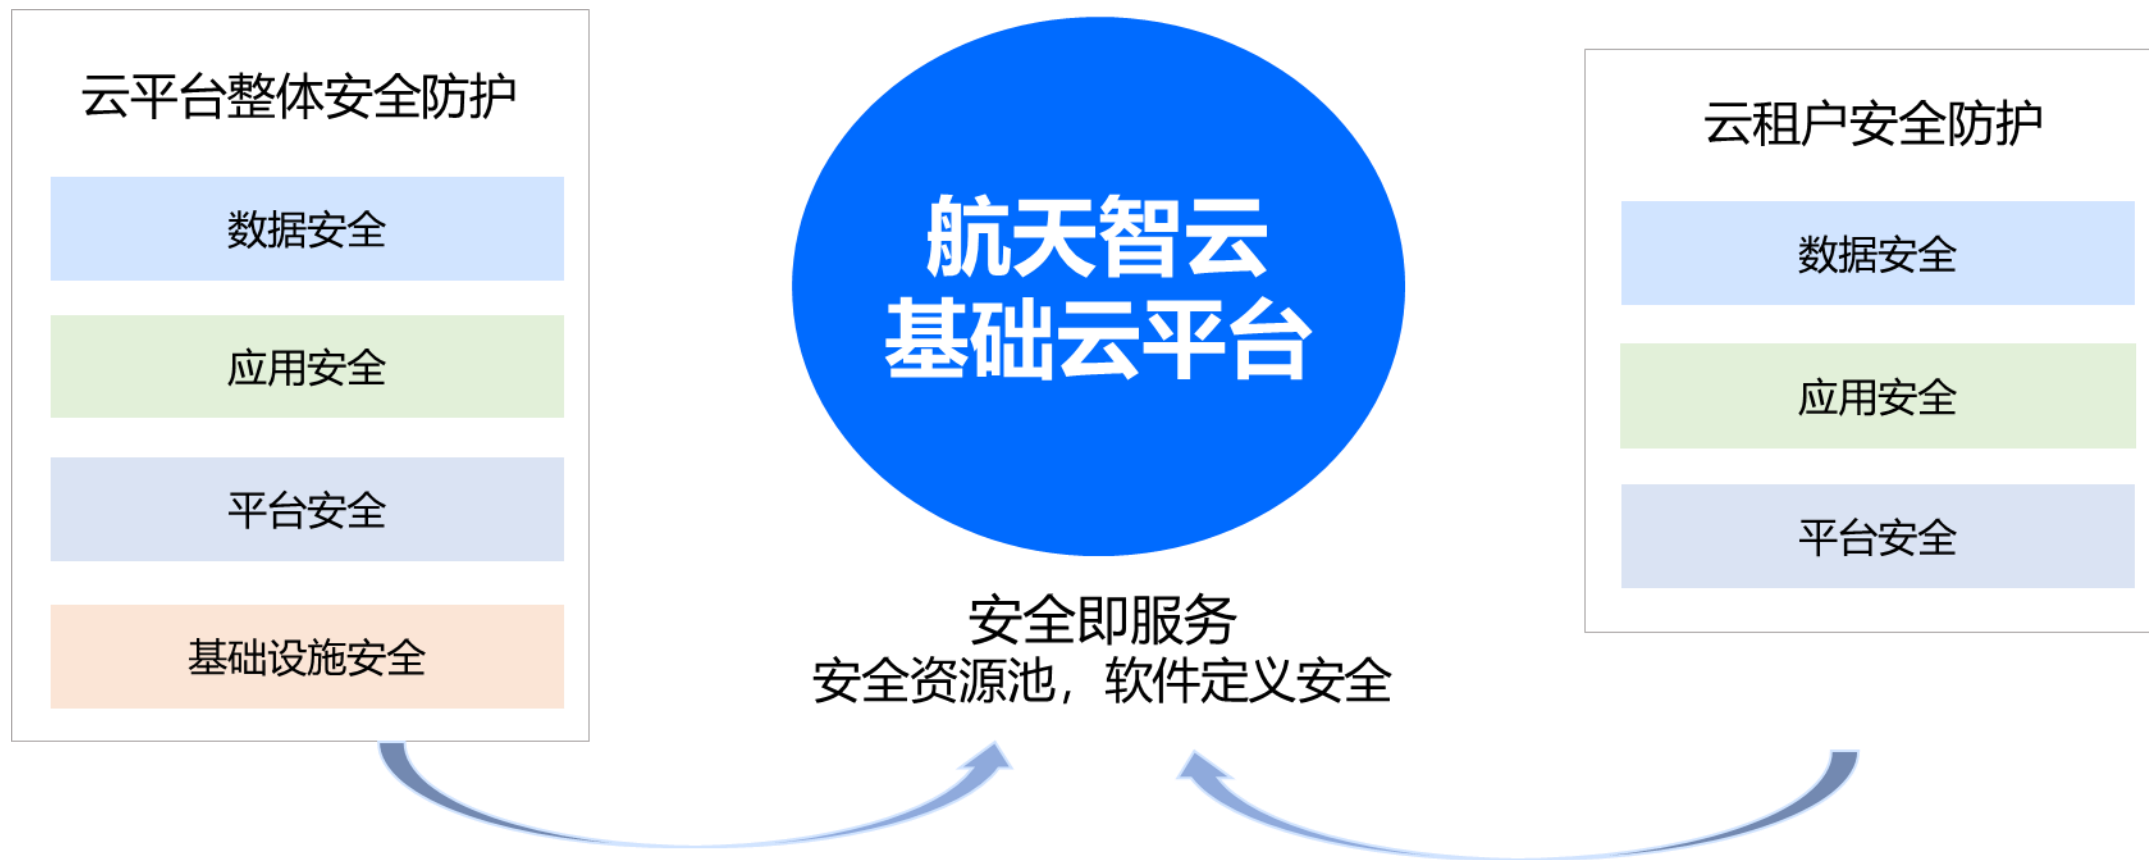 云平台整体安全防护
数据安全
应用安全
平台安全
基础设施安全
航天智云
基础云平台
安全即服务
安全资源池，软件定义安全
云租户安全防护
数据安全
应用安全
平台安全